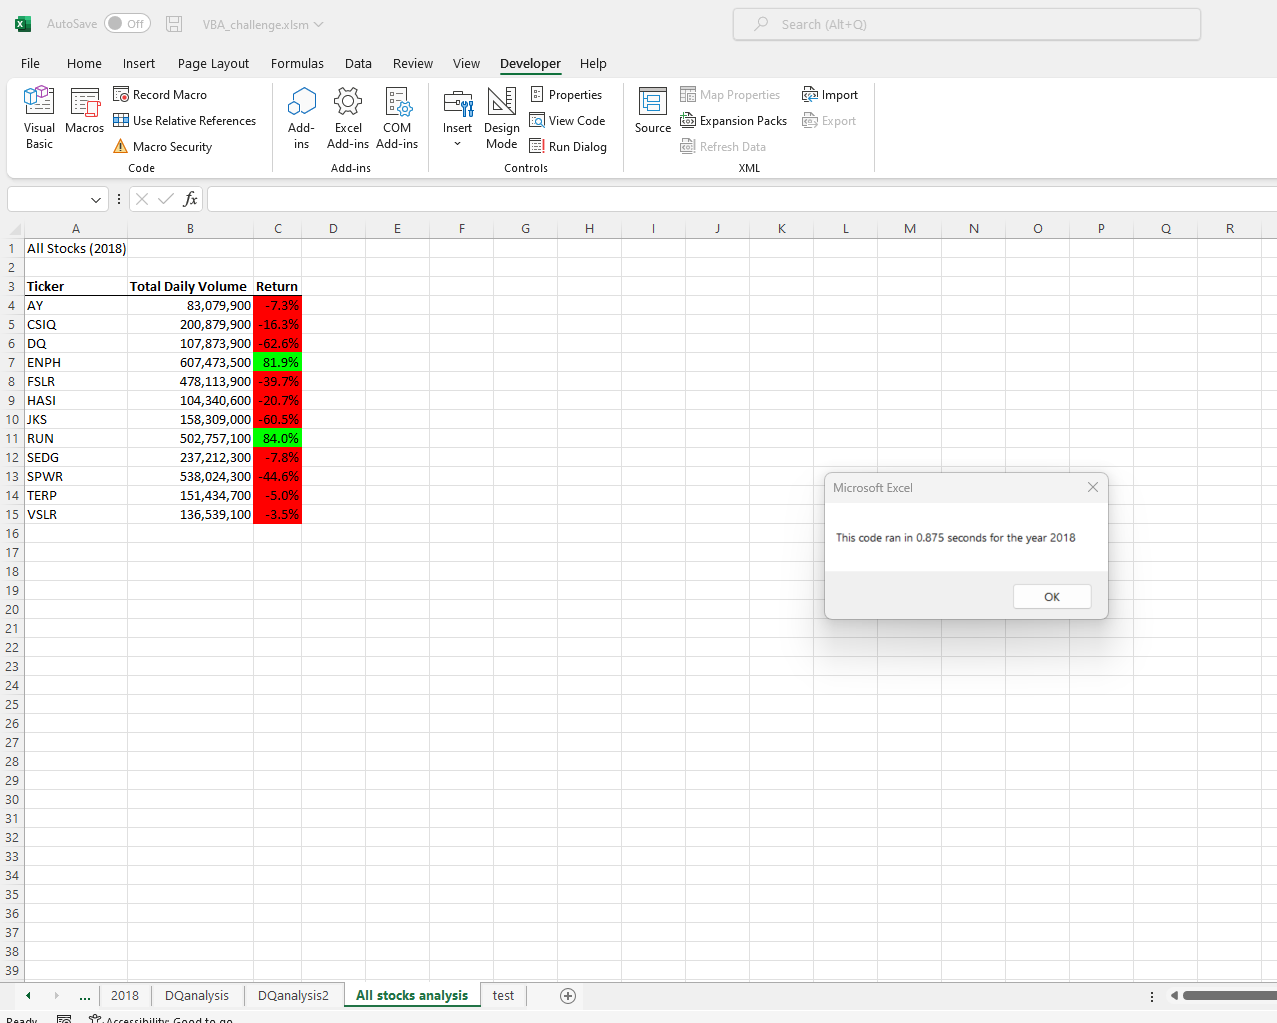 AutoSave Off VBA_challenge.xlsm Search (Alt+Q)
File Home Insert Page Layout Formulas Data Review View Developer Help
Visual Basic
Macros
Record Macro
Use Relative References
Macro Security
Code
Add-ins
Excel Add-ins
COM Add-ins
Add-ins
Insert
Design Mode
Properties
View Code
Run Dialog
Controls
Source
Map Properties
Expansion Packs
Refresh Data
Import
Export
XML
fx
A B C D E F G H I J K L M N O P Q R
1 All Stocks (2018)
2
3 Ticker Total Daily Volume Return
4 AY 83,079,900 -7.3%
5 CSIQ 200,879,900 -16.3%
6 DQ 107,873,900 -62.6%
7 ENPH 607,473,500 81.9%
8 FSLR 478,113,900 -39.7%
9 HASI 104,340,600 -20.7%
10 JKS 158,309,000 -60.5%
11 RUN 502,757,100 84.0%
12 SEDG 237,212,300 -7.8%
13 SPWR 538,024,300 -44.6%
14 TERP 151,434,700 -5.0%
15 VSLR 136,539,100 -3.5%
16
17
18
19
20
21
22
23
24
25
26
27
28
29
30
31
32
33
34
35
36
37
38
39
Microsoft Excel
This code ran in 0.875 seconds for the year 2018
OK
... 2018 DQanalysis DQanalysis2 All stocks analysis test
Ready Accessibility: Good to go